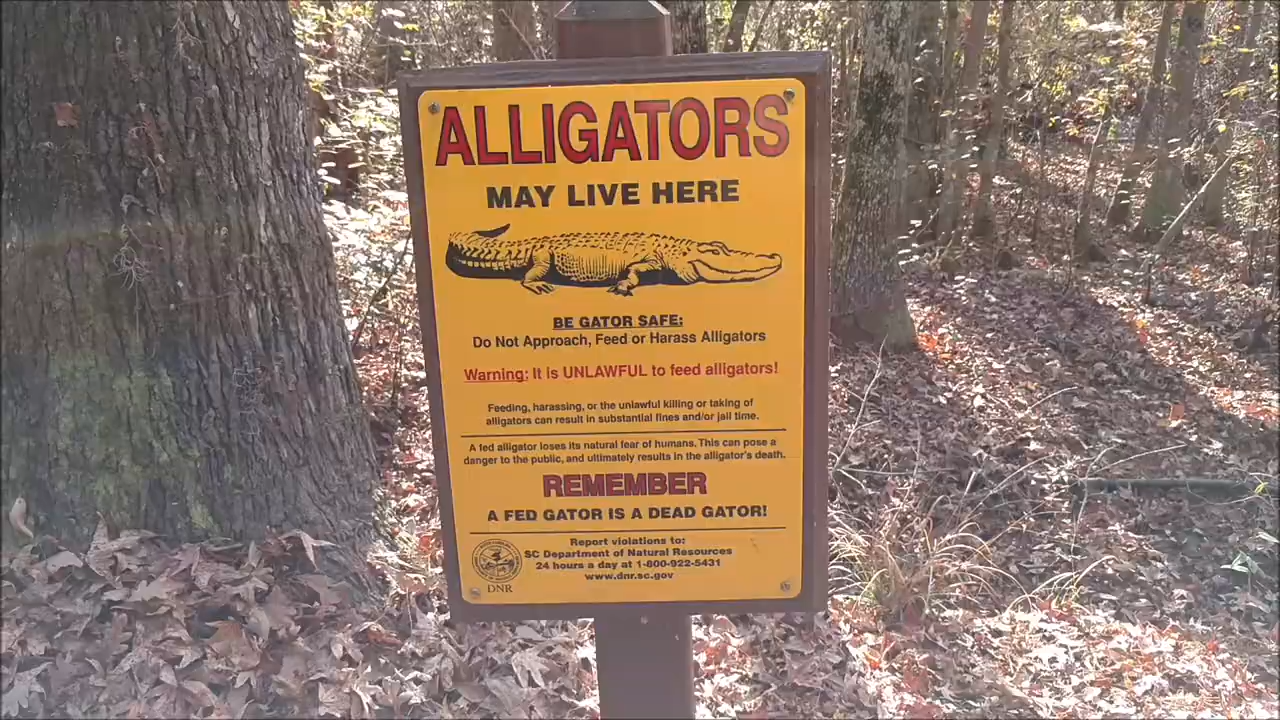 ALLIGATORS
MAY LIVE HERE
BE GATOR SAFE:
Do Not Approach, Feed or Harass Alligators
Warning: It is UNLAWFUL to feed alligators!
Feeding, harassing, or the unlawful killing or taking of
alligators can result in substantial fines and/or jail time.
A fed alligator loses its natural fear of humans. This can pose a
danger to the public, and ultimately results in the alligator's death.
REMEMBER
A FED GATOR IS A DEAD GATOR!
Report violations to:
SC Department of Natural Resources
24 hours a day at 1-800-922-5431
www.dnr.sc.gov
DNR